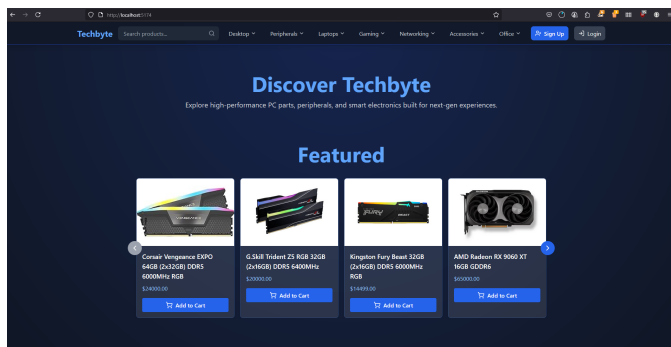 http://localhost:5174
Techbyte
Search products...
Desktop
Peripherals
Laptops
Gaming
Networking
Accessories
Office
Sign Up
Login
Discover Techbyte
Explore high-performance PC parts, peripherals, and smart electronics built for next-gen experiences.
Featured
VENGEANCE
FURY
BEAST
Corsair Vengeance EXPO
64GB (2x32GB) DDR5
6000MHz RGB
$24000.00
Add to Cart
G.Skill Trident Z5 RGB 32GB
(2x16GB) DDR5 6400MHz
$20000.00
Add to Cart
Kingston Fury Beast 32GB
(2x16GB) DDR5 6000MHz
RGB
$14499.00
Add to Cart
AMD Radeon RX 9060 XT
16GB GDDR6
$65000.00
Add to Cart